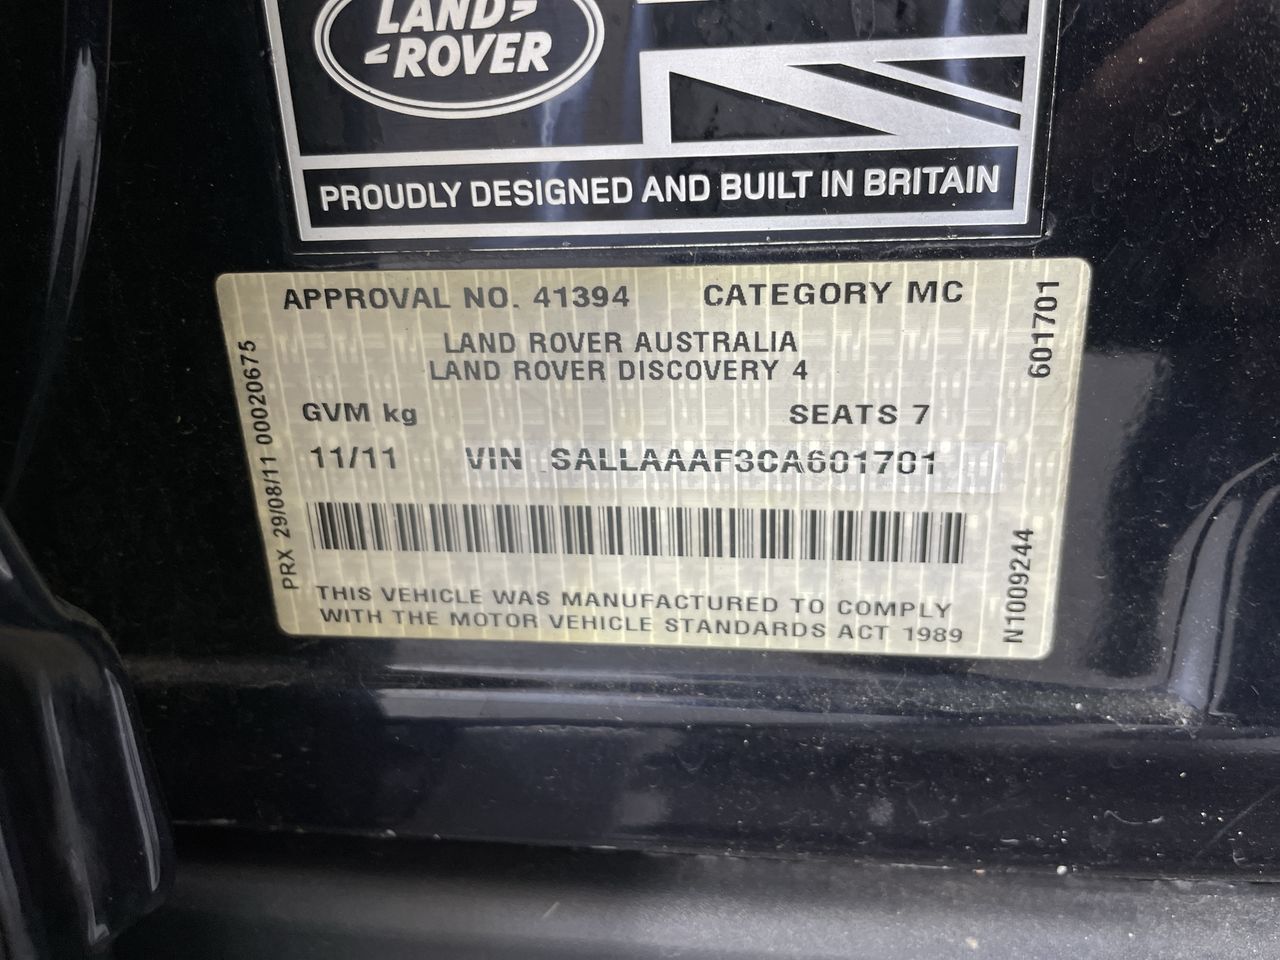 LAND
ROVER
PROUDLY DESIGNED AND BUILT IN BRITAIN
APPROVAL NO. 41394 CATEGORY MC
LAND ROVER AUSTRALIA
LAND ROVER DISCOVERY 4
GVM kg SEATS 7
11/11 VIN SALLAAAF3CA601701
THIS VEHICLE WAS MANUFACTURED TO COMPLY
WITH THE MOTOR VEHICLE STANDARDS ACT 1989
PRX 29/08/11 00020675
601701
N1009244